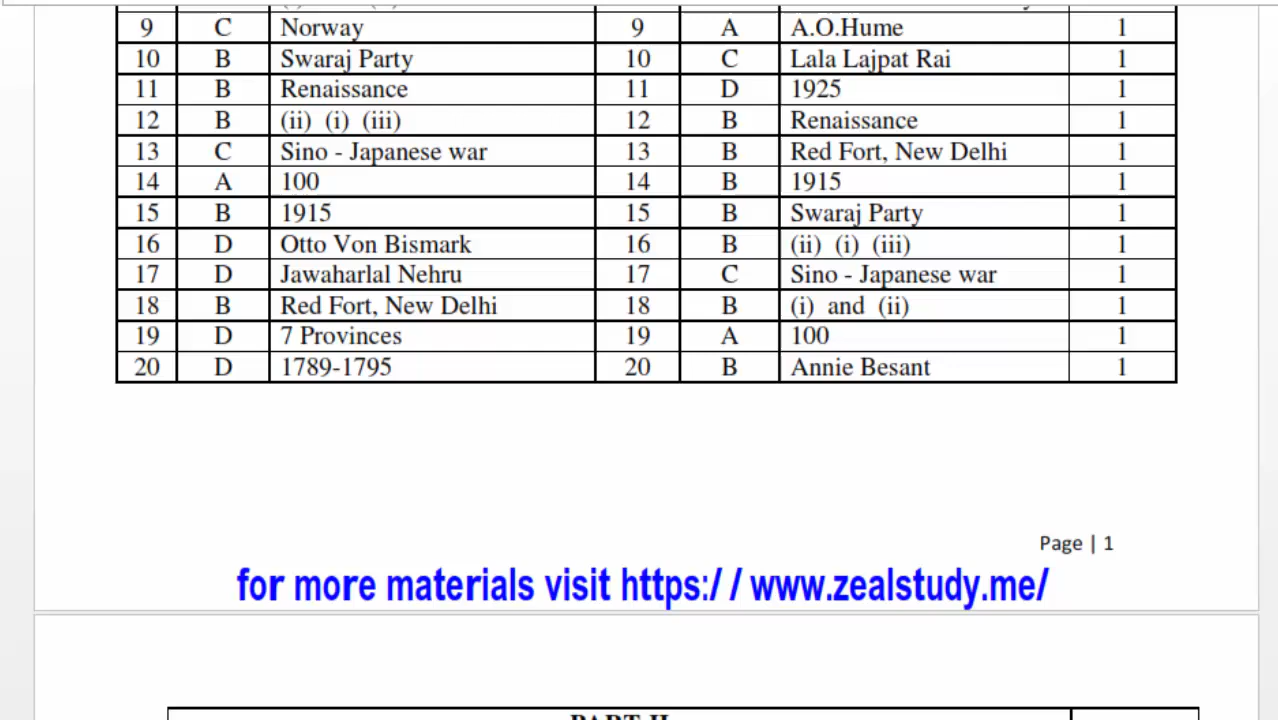 9 C Norway 9 A A.O.Hume 1
10 B Swaraj Party 10 C Lala Lajpat Rai 1
11 B Renaissance 11 D 1925 1
12 B (ii) (i) (iii) 12 B Renaissance 1
13 C Sino - Japanese war 13 B Red Fort, New Delhi 1
14 A 100 14 B 1915 1
15 B 1915 15 B Swaraj Party 1
16 D Otto Von Bismark 16 B (ii) (i) (iii) 1
17 D Jawaharlal Nehru 17 C Sino - Japanese war 1
18 B Red Fort, New Delhi 18 B (i) and (ii) 1
19 D 7 Provinces 19 A 100 1
20 D 1789-1795 20 B Annie Besant 1
Page | 1
for more materials visit https:/ / www.zealstudy.me/
PART II